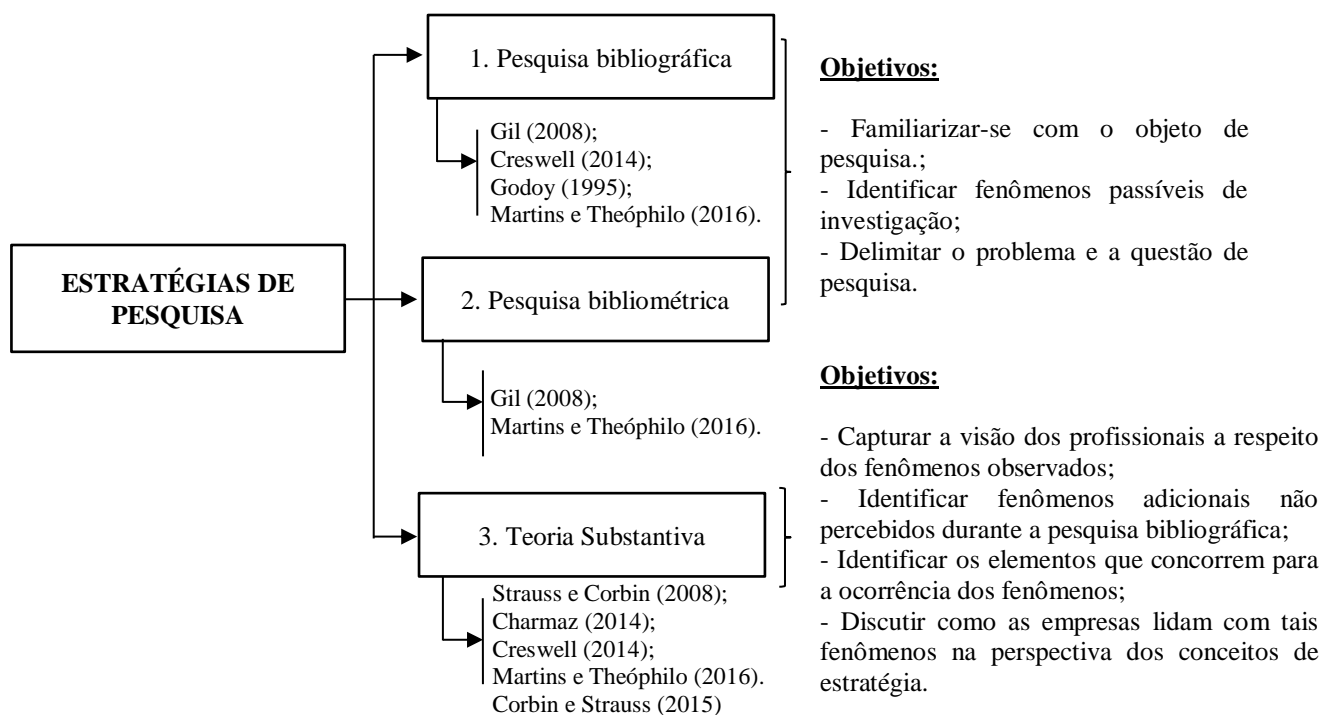 1. Pesquisa bibliográfica
Gil (2008);
Creswell (2014);
Godoy (1995);
Martins e Theóphilo (2016).
Objetivos:
- Familiarizar-se com o objeto de
pesquisa.;
- Identificar fenômenos passíveis de
investigação;
- Delimitar o problema e a questão de
pesquisa.
ESTRATÉGIAS DE
PESQUISA
2. Pesquisa bibliométrica
Gil (2008);
Martins e Theóphilo (2016).
3. Teoria Substantiva
Strauss e Corbin (2008);
Charmaz (2014);
Creswell (2014);
Martins e Theóphilo (2016).
Corbin e Strauss (2015)
Objetivos:
- Capturar a visão dos profissionais a respeito
dos fenômenos observados;
- Identificar fenômenos adicionais não
percebidos durante a pesquisa bibliográfica;
- Identificar os elementos que concorrem para
a ocorrência dos fenômenos;
- Discutir como as empresas lidam com tais
fenômenos na perspectiva dos conceitos de
estratégia.